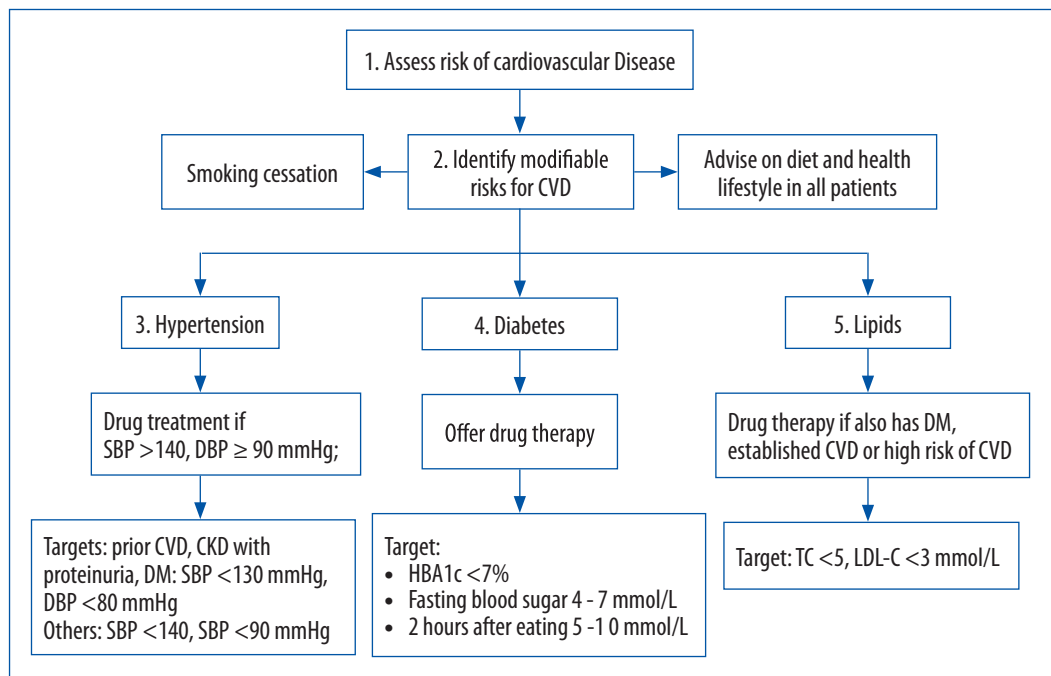 1. Assess risk of cardiovascular Disease
Smoking cessation
2. Identify modifiable
risks for CVD
Advise on diet and health
lifestyle in all patients
3. Hypertension
4. Diabetes
5. Lipids
Drug treatment if
SBP >140, DBP ≥ 90 mmHg;
Offer drug therapy
Drug therapy if also has DM,
established CVD or high risk of CVD
Targets: prior CVD, CKD with
proteinuria, DM: SBP <130 mmHg,
DBP <80 mmHg
Others: SBP <140, SBP <90 mmHg
Target:
• HBA1c <7%
• Fasting blood sugar 4 - 7 mmol/L
• 2 hours after eating 5 -1 0 mmol/L
Target: TC <5, LDL-C <3 mmol/L